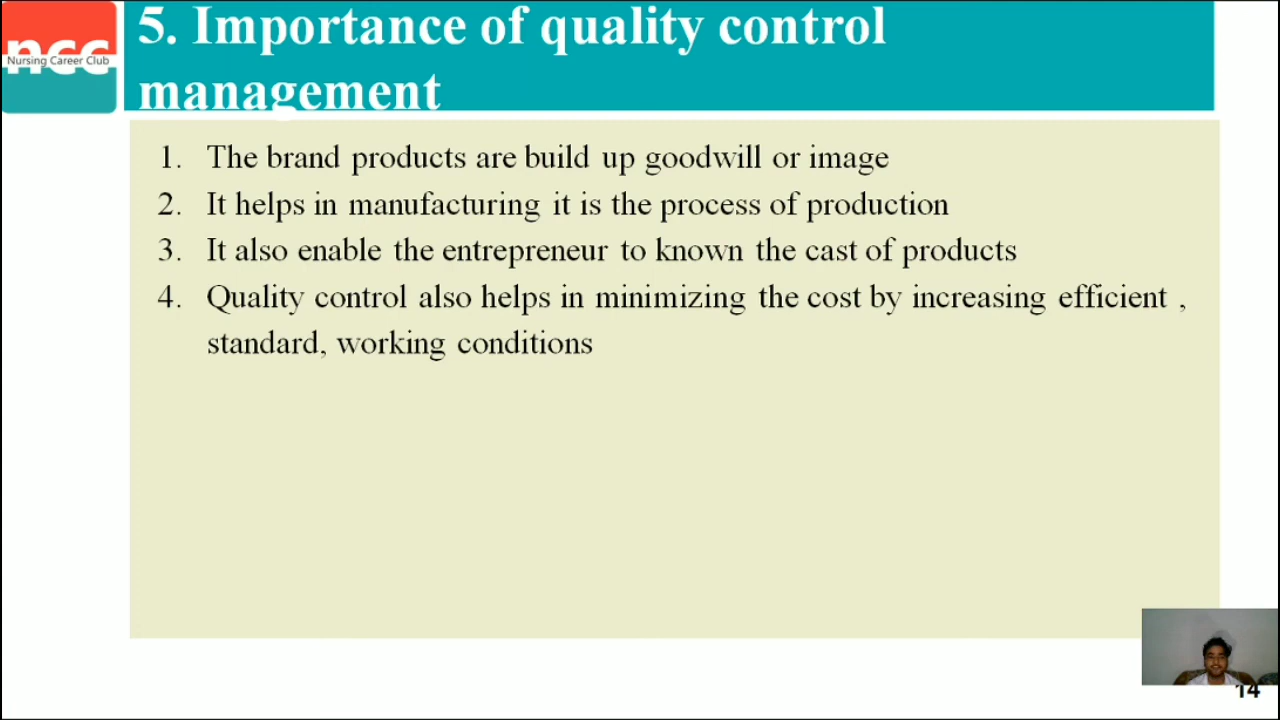 ncc
Nursing Career Club
5. Importance of quality control
management
1. The brand products are build up goodwill or image
2. It helps in manufacturing it is the process of production
3. It also enable the entrepreneur to known the cast of products
4. Quality control also helps in minimizing the cost by increasing efficient ,
standard, working conditions
14